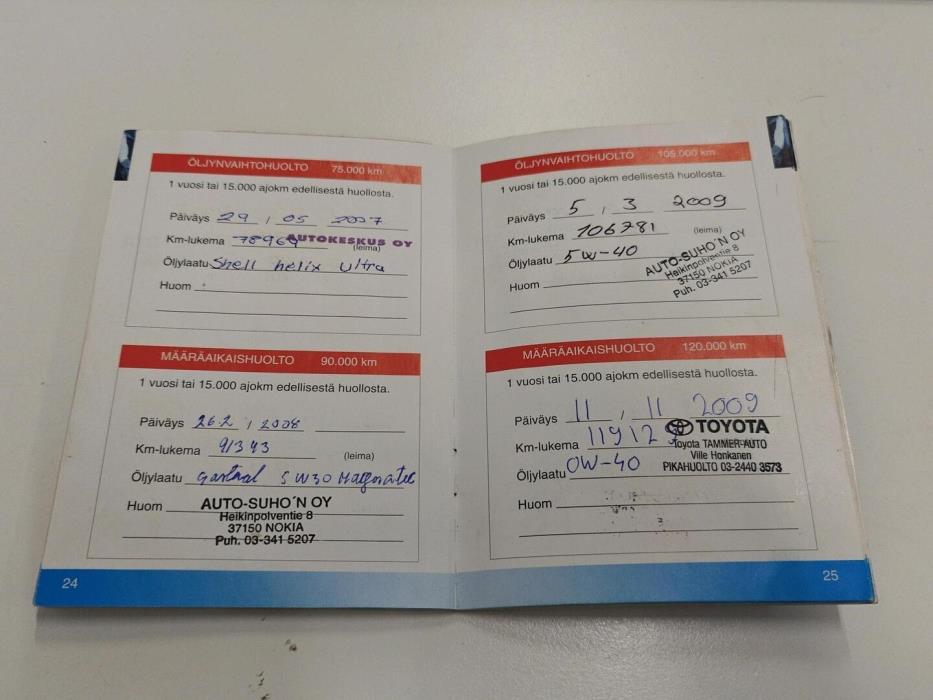 ÖLJYNVAIHTOHUOLTO 75.000 km
1 vuosi tai 15.000 ajokm edellisestä huollosta.
Päiväys 29 / 05 2007
Km-lukema 78969 AUTOKESKUS OY
(leima)
Öljylaatu Shell helix Ultra
Huom
MÄÄRÄAIKAISHUOLTO 90.000 km
1 vuosi tai 15.000 ajokm edellisestä huollosta.
Päiväys 26.2 / 2008
Km-lukema 91343
(leima)
Öljylaatu 5W30 Magnatec
Huom AUTO-SUHO´N OY
Heikinpolventie 8
37150 NOKIA
Puh. 03-341 5207
24
ÖLJYNVAIHTOHUOLTO 105.000 km
1 vuosi tai 15.000 ajokm edellisestä huollosta.
Päiväys 5 / 3 2009
Km-lukema 106781 (leima)
Öljylaatu 5W-40
Huom
AUTO-SUHO´N OY
Heikinpolventie 8
37150 NOKIA
Puh. 03-341 5207
MÄÄRÄAIKAISHUOLTO 120.000 km
1 vuosi tai 15.000 ajokm edellisestä huollosta.
Päiväys 11 / 11 2009
Km-lukema TOYOTA
Toyota TAMMER-AUTO
Ville Honkanen
PIKAHUOLTO 03-2440 3573
Öljylaatu 0W-40
Huom
25